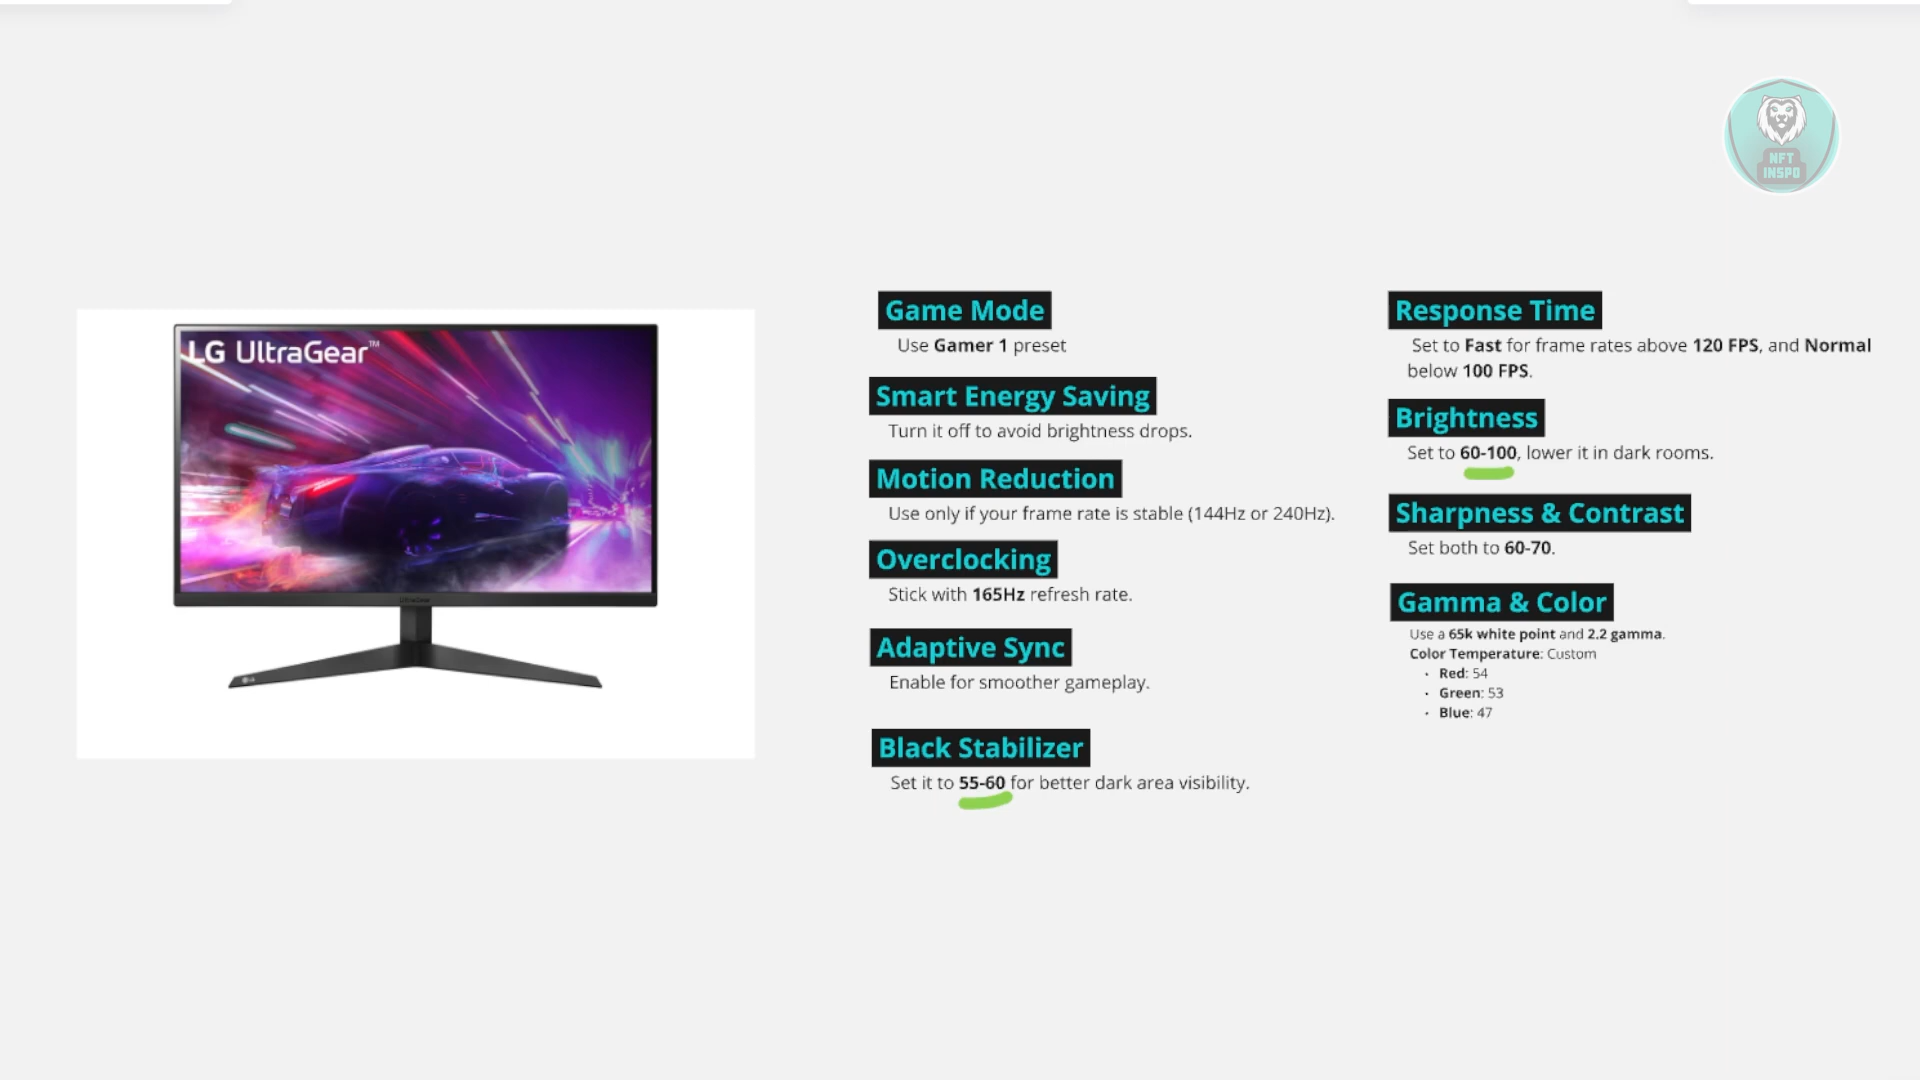 NFT
INSPO
LG UltraGear™
UltraGear
LG
Game Mode
Use Gamer 1 preset
Smart Energy Saving
Turn it off to avoid brightness drops.
Motion Reduction
Use only if your frame rate is stable (144Hz or 240Hz).
Overclocking
Stick with 165Hz refresh rate.
Adaptive Sync
Enable for smoother gameplay.
Black Stabilizer
Set it to 55-60 for better dark area visibility.
Response Time
Set to Fast for frame rates above 120 FPS, and Normal
below 100 FPS.
Brightness
Set to 60-100, lower it in dark rooms.
Sharpness & Contrast
Set both to 60-70.
Gamma & Color
Use a 65k white point and 2.2 gamma.
Color Temperature: Custom
• Red: 54
• Green: 53
• Blue: 47